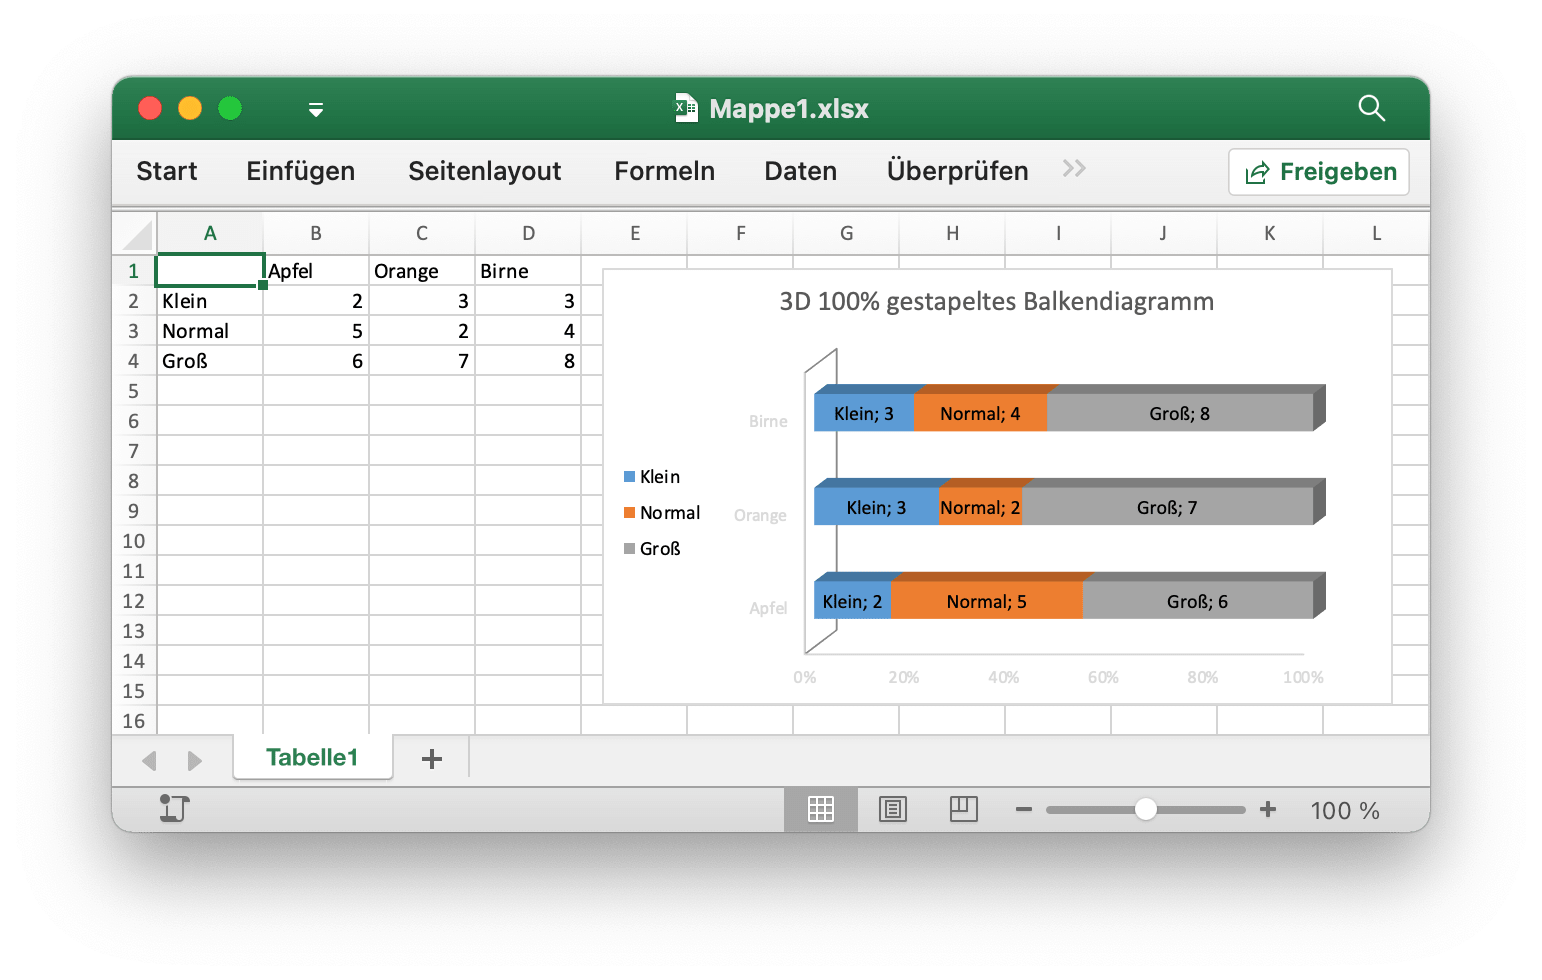 Mappe1.xlsx
Start Einfügen Seitenlayout Formeln Daten Überprüfen Freigeben
A B C D E F G H I J K L
1 Apfel Orange Birne
2 Klein 2 3 3
3 Normal 5 2 4
4 Groß 6 7 8
5
6
7
8
9
10
11
12
13
14
15
16
3D 100% gestapeltes Balkendiagramm
Birne Klein; 3 Normal; 4 Groß; 8
Klein
Normal
Groß
Orange Klein; 3 Normal; 2 Groß; 7
Apfel Klein; 2 Normal; 5 Groß; 6
0% 20% 40% 60% 80% 100%
Tabelle1
100 %